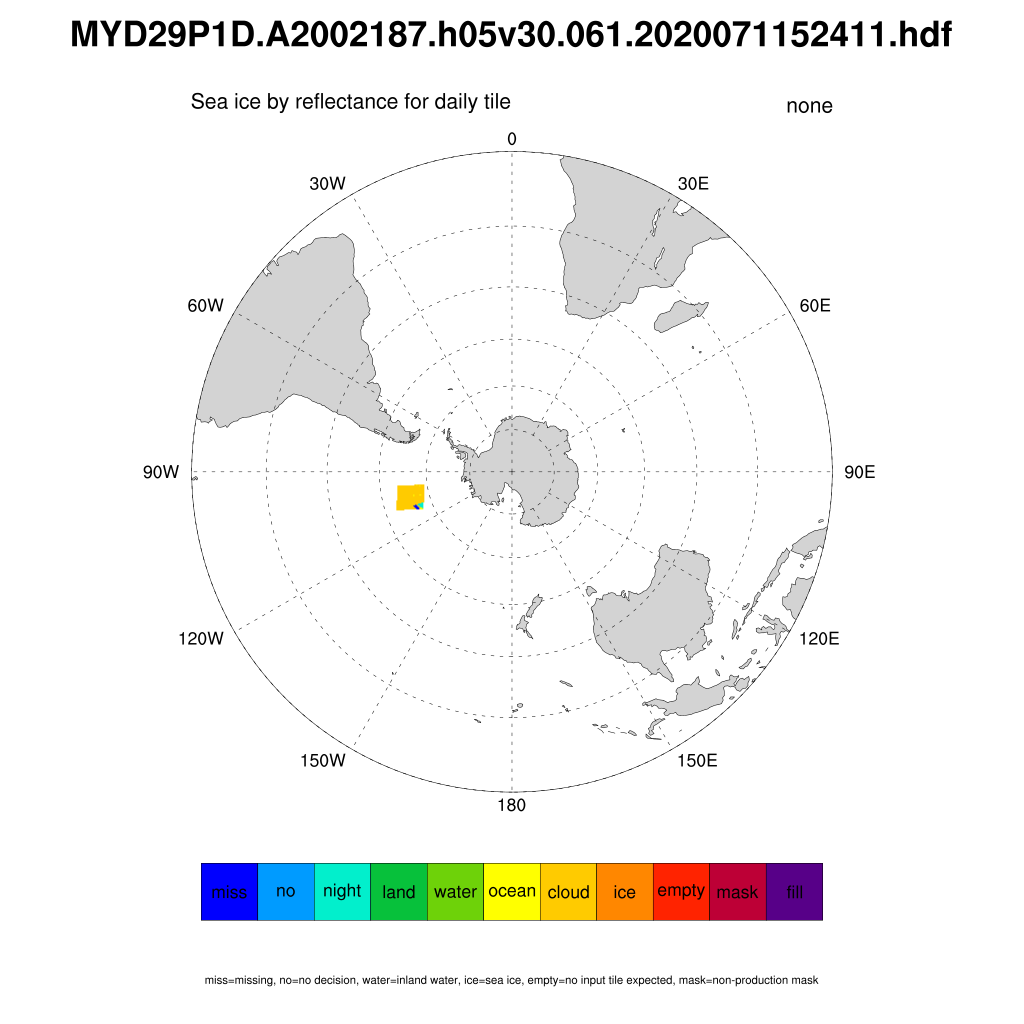 MYD29P1D.A2002187.h05v30.061.2020071152411.hdf
Sea ice by reflectance for daily tile
none
0
30W
30E
60W
60E
90W
90E
120W
120E
150W
150E
180
miss no night land water ocean cloud ice empty mask fill
miss=missing, no=no decision, water=inland water, ice=sea ice, empty=no input tile expected, mask=non-production mask